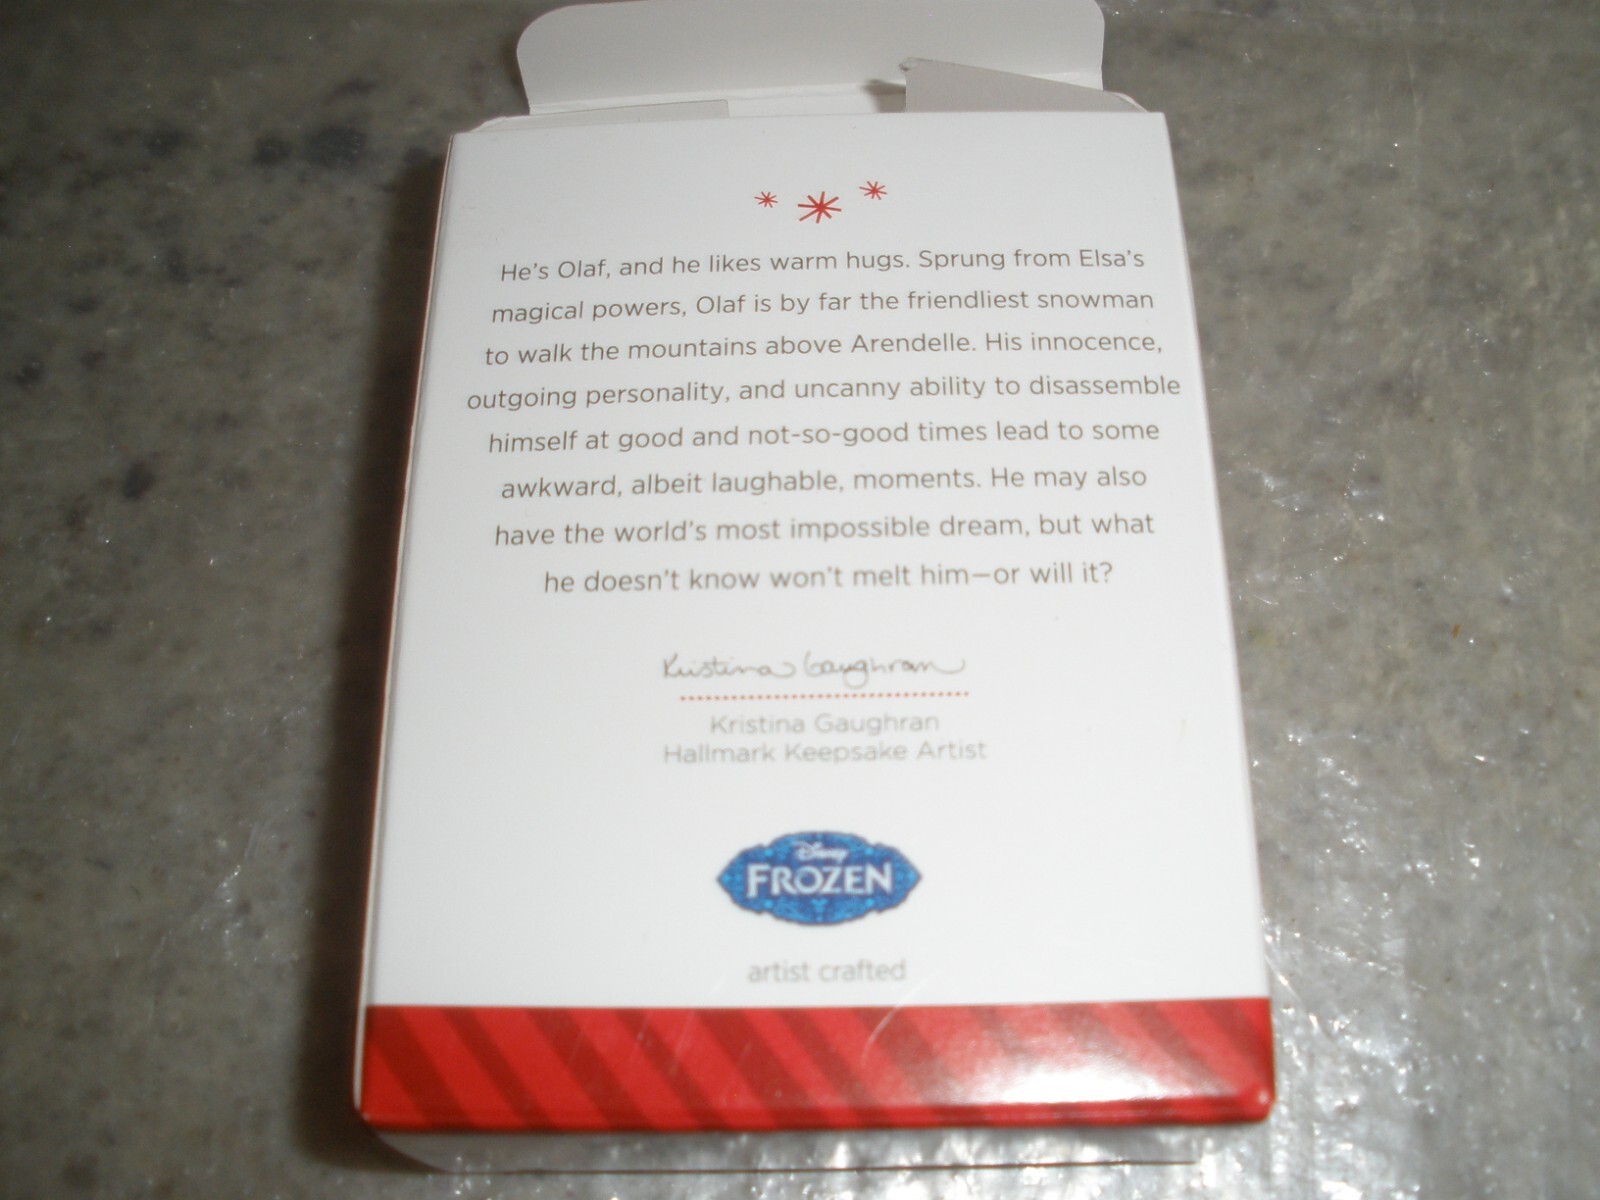 He's Olaf, and he likes warm hugs. Sprung from Elsa's
magical powers, Olaf is by far the friendliest snowman
to walk the mountains above Arendelle. His innocence,
outgoing personality, and uncanny ability to disassemble
himself at good and not-so-good times lead to some
awkward, albeit laughable, moments. He may also
have the world's most impossible dream, but what
he doesn't know won't melt him—or will it?
Kristina Gaughran
Kristina Gaughran
Hallmark Keepsake Artist
Disney
FROZEN
artist crafted